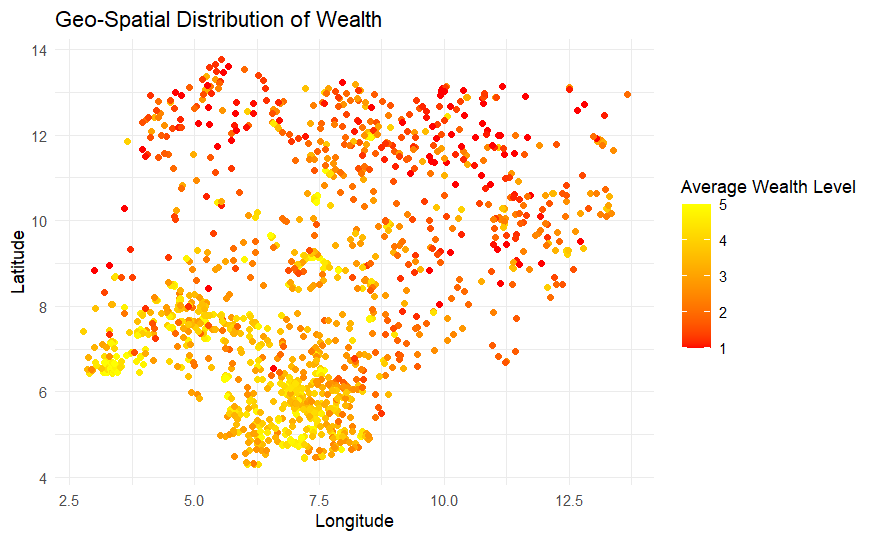 Geo-Spatial Distribution of Wealth
14
12
10
8
6
4
Latitude
2.5 5.0 7.5 10.0 12.5
Longitude
Average Wealth Level
5
4
3
2
1